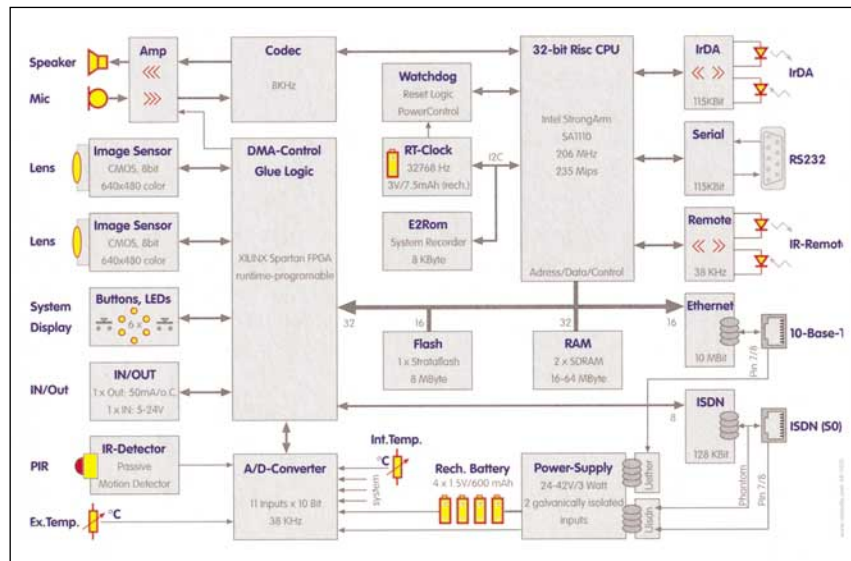 Speaker
Mic
Amp
Codec
8KHz
Lens
Image Sensor
CMOS, 8bit
640x480 color
Lens
Image Sensor
CMOS, 8bit
640x480 color
System
Display
Buttons, LEDs
6 x
IN/Out
IN/OUT
1 x Out: 50mA/o.C.
1 x IN: 5-24V
PIR
IR-Detector
Passive
Motion Detector
Ex.Temp.
°C
DMA-Control
Glue Logic
XILINX Spartan FPGA
runtime-programable
A/D-Converter
11 Inputs x 10 Bit
38 KHz
Watchdog
Reset Logic
PowerControl
RT-Clock
32768 Hz
3V/7.5mAh (rech.)
I2C
E2Rom
System Recorder
8 KByte
32-bit Risc CPU
Intel StrongArm
SA1110
206 MHz
235 Mips
Adress/Data/Control
32
16
32
16
Flash
1 x Strataflash
8 MByte
RAM
2 x SDRAM
16-64 MByte
IrDA
115KBit
IrDA
Serial
115KBit
RS232
Remote
38 KHz
IR-Remote
Ethernet
10 MBit
10-Base-T
Pin 7/8
8
ISDN
128 KBit
ISDN (S0)
Phantom
Pin 7/8
Int.Temp.
°C
system
Rech. Battery
4 x 1.5V/600 mAh
Power-Supply
24-42V/3 Watt
2 galvanically isolated
inputs
Uether
UIsdn